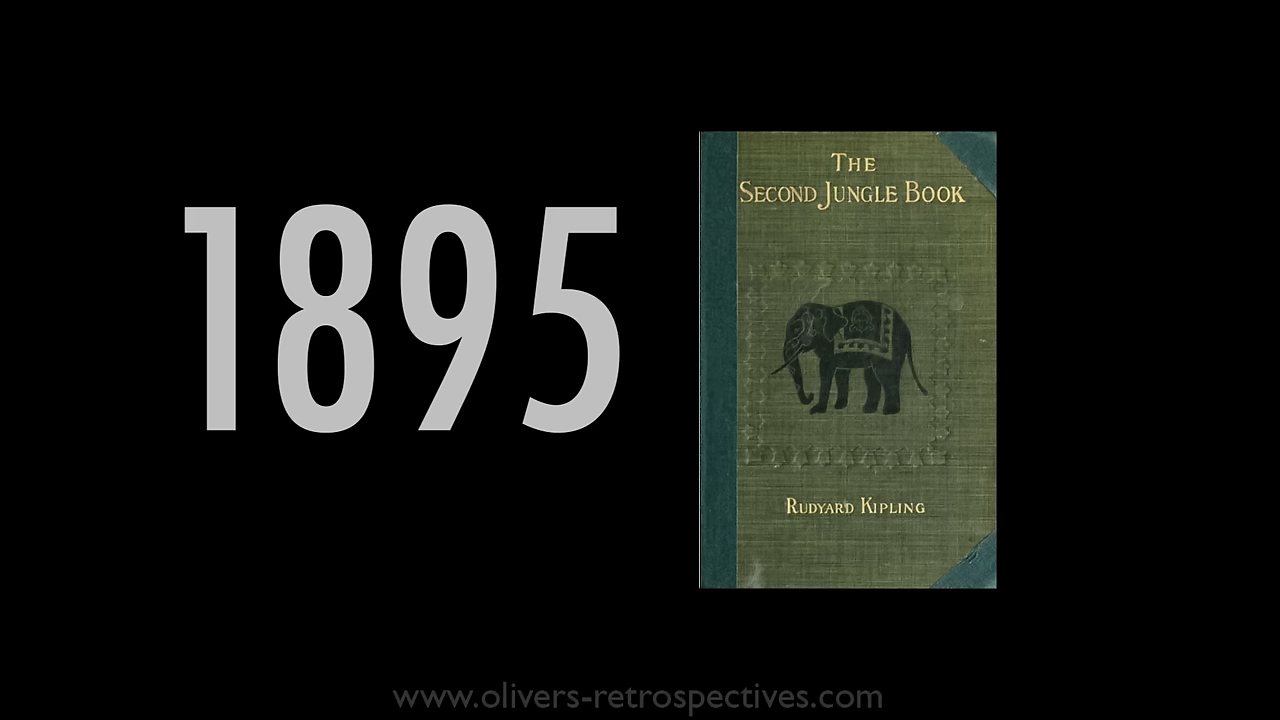 1895
THE
SECOND JUNGLE BOOK
RUDYARD KIPLING
www.olivers-retrospectives.com